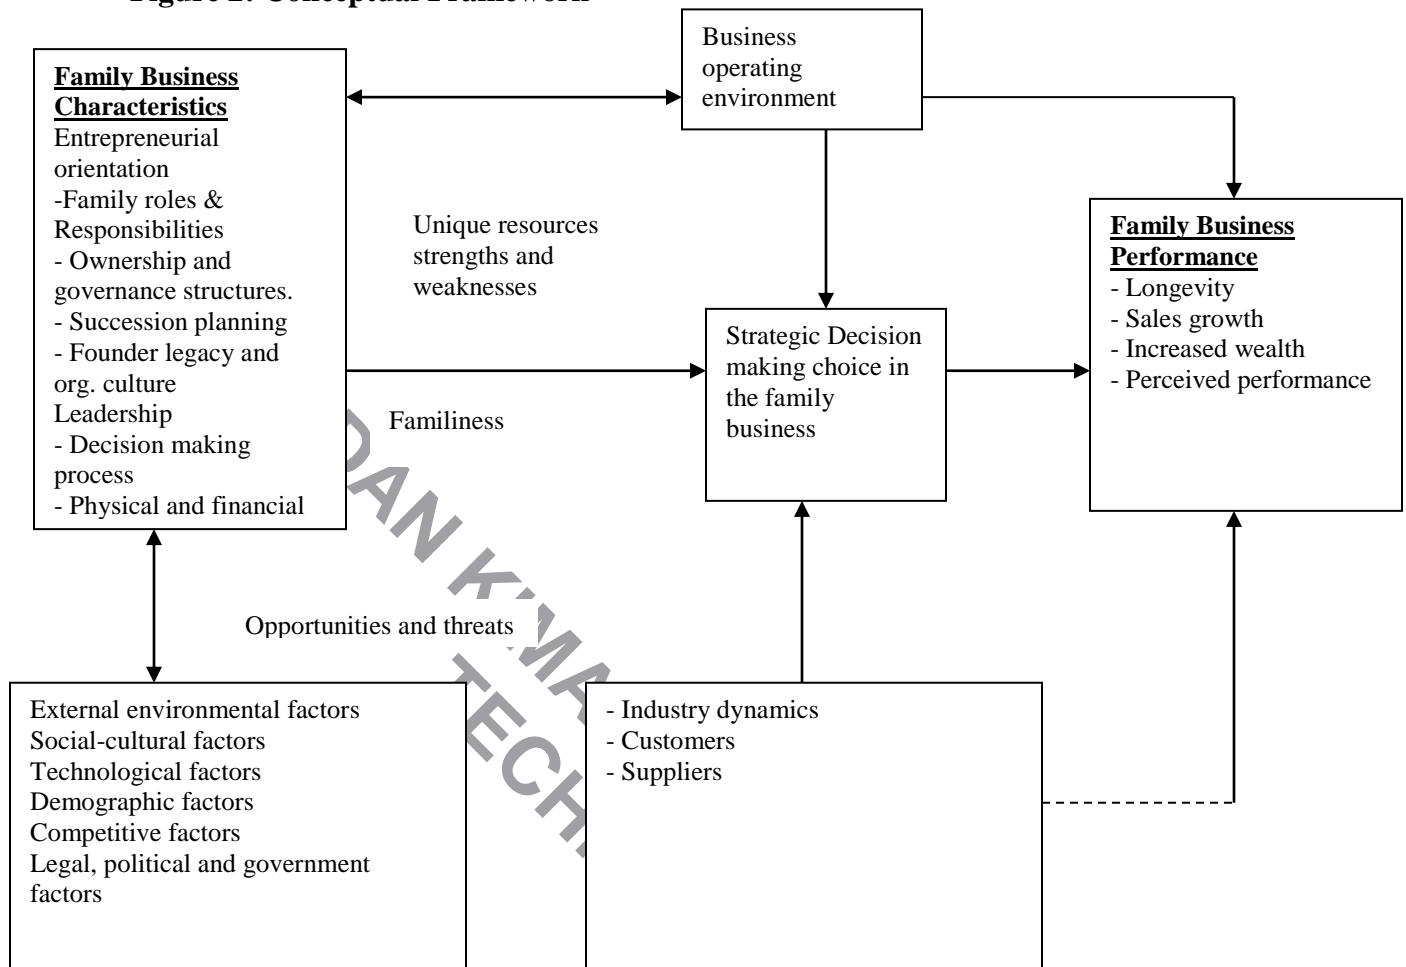 Figure 2: Conceptual Framework
Business
operating
environment
Family Business
Characteristics
Entrepreneurial
orientation
-Family roles &
Responsibilities
- Ownership and
governance structures.
- Succession planning
- Founder legacy and
org. culture
Leadership
- Decision making
process
- Physical and financial
Unique resources
strengths and
weaknesses
Familiness
Strategic Decision
making choice in
the family
business
Family Business
Performance
- Longevity
- Sales growth
- Increased wealth
- Perceived performance
Opportunities and threats
External environmental factors
Social-cultural factors
Technological factors
Demographic factors
Competitive factors
Legal, political and government
factors
- Industry dynamics
- Customers
- Suppliers